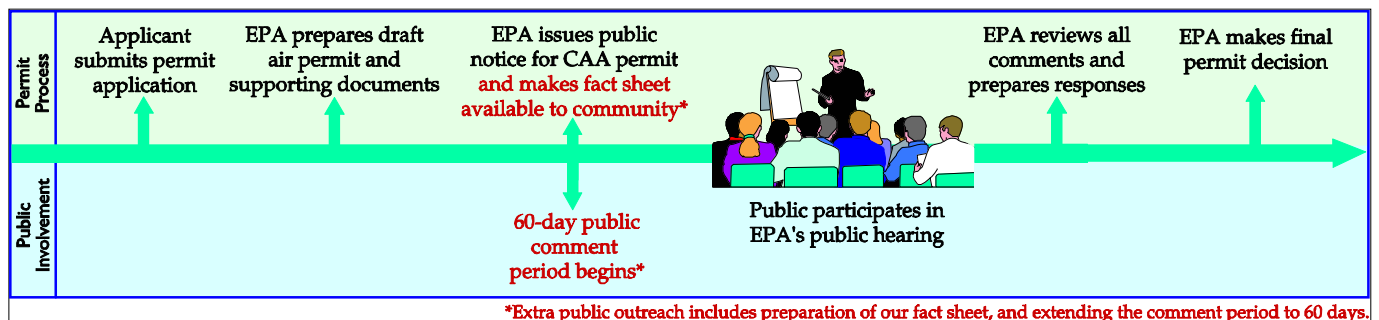 Permit
Process
Applicant
submits permit
application
EPA prepares draft
air permit and
supporting documents
EPA issues public
notice for CAA permit
and makes fact sheet
available to community*
EPA reviews all
comments and
prepares responses
EPA makes final
permit decision
Public
Involvement
60-day public
comment
period begins*
Public participates in
EPA's public hearing
*Extra public outreach includes preparation of our fact sheet, and extending the comment period to 60 days.